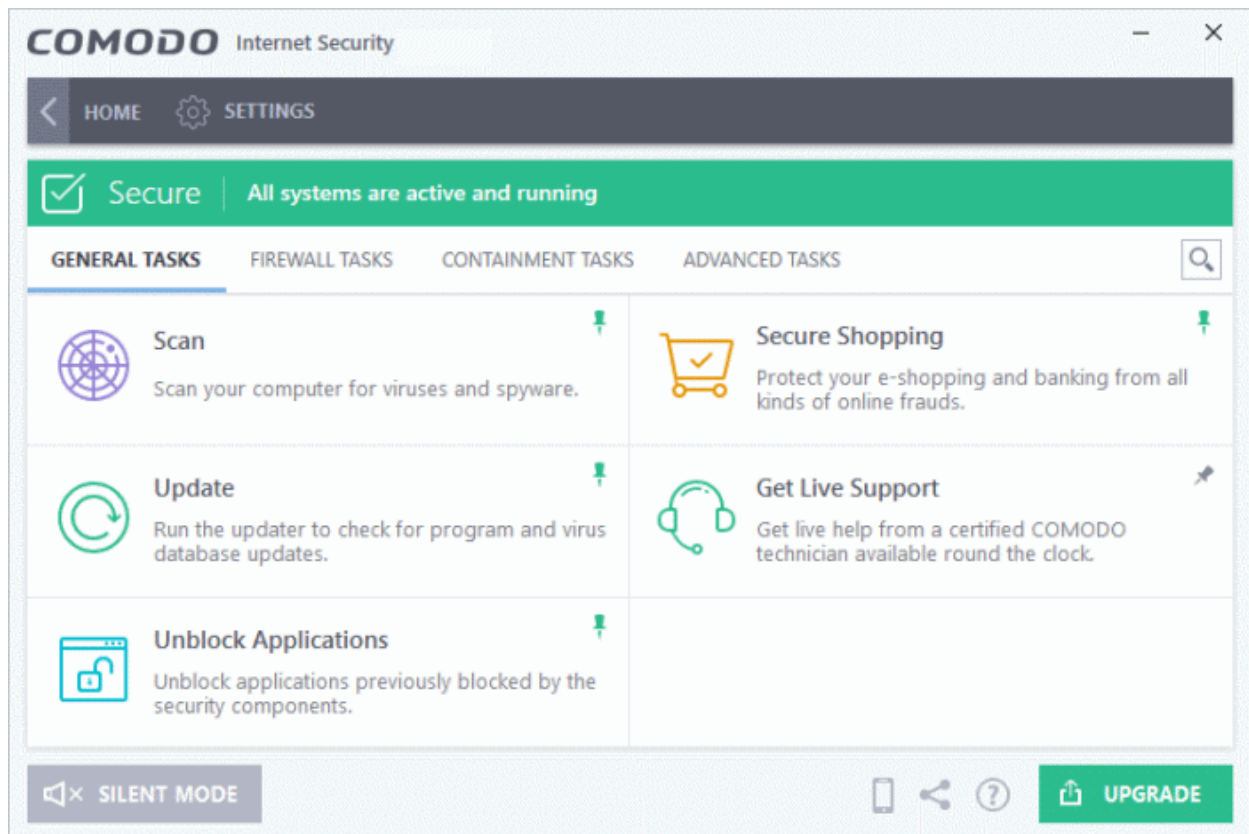 COMODO Internet Security
HOME SETTINGS
Secure All systems are active and running
GENERAL TASKS FIREWALL TASKS CONTAINMENT TASKS ADVANCED TASKS
Scan
Scan your computer for viruses and spyware.
Secure Shopping
Protect your e-shopping and banking from all
kinds of online frauds.
Update
Run the updater to check for program and virus
database updates.
Get Live Support
Get live help from a certified COMODO
technician available round the clock.
Unblock Applications
Unblock applications previously blocked by the
security components.
SILENT MODE
?
UPGRADE